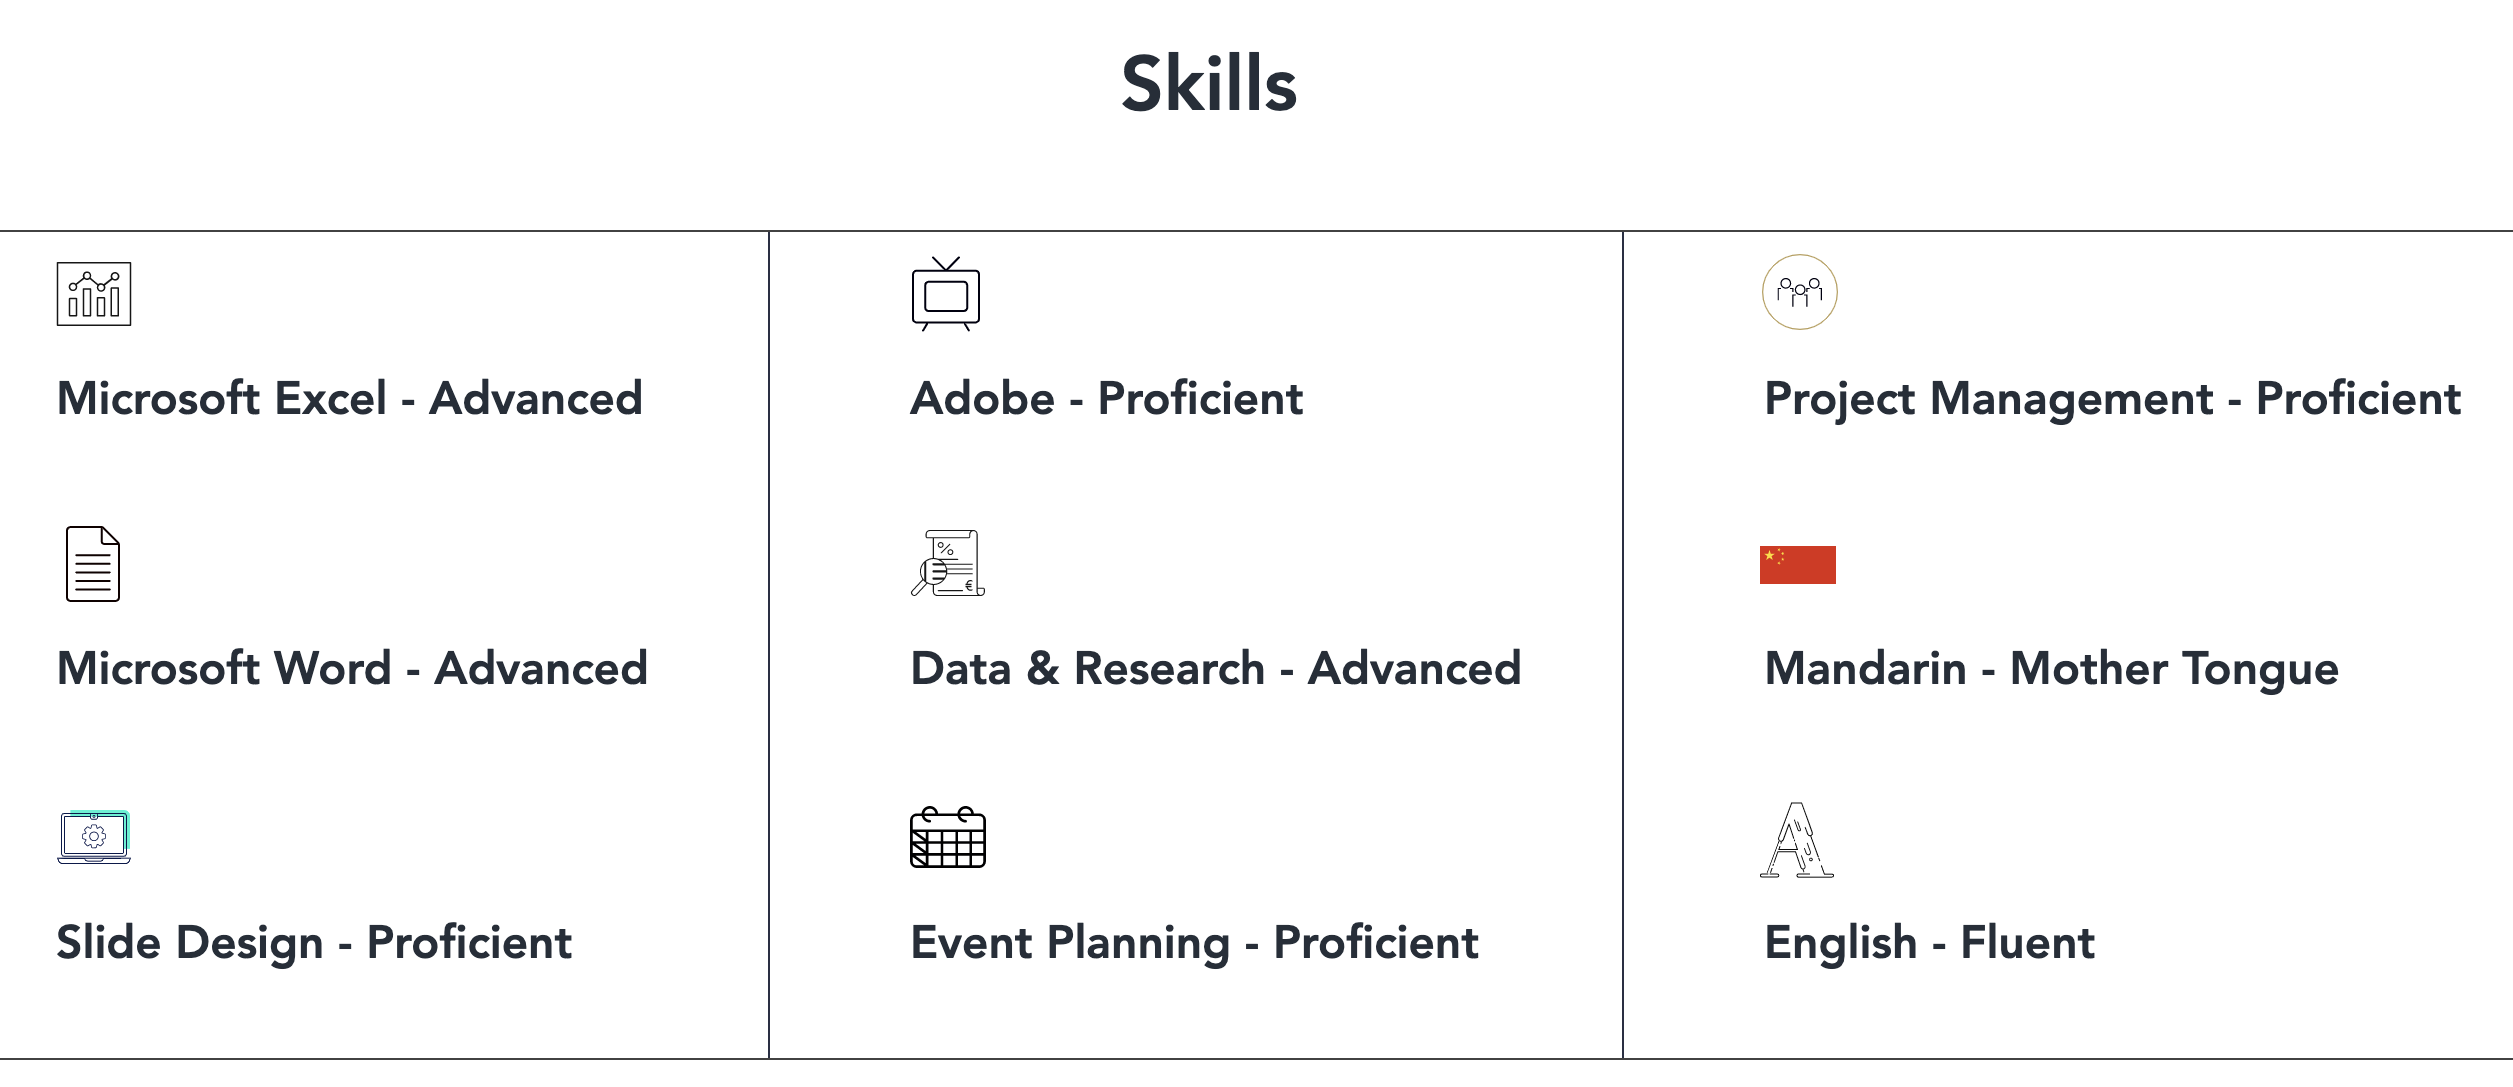 Skills
Microsoft Excel - Advanced
Adobe - Proficient
Project Management - Proficient
Microsoft Word - Advanced
Data & Research - Advanced
Mandarin - Mother Tongue
Slide Design - Proficient
Event Planning - Proficient
English - Fluent